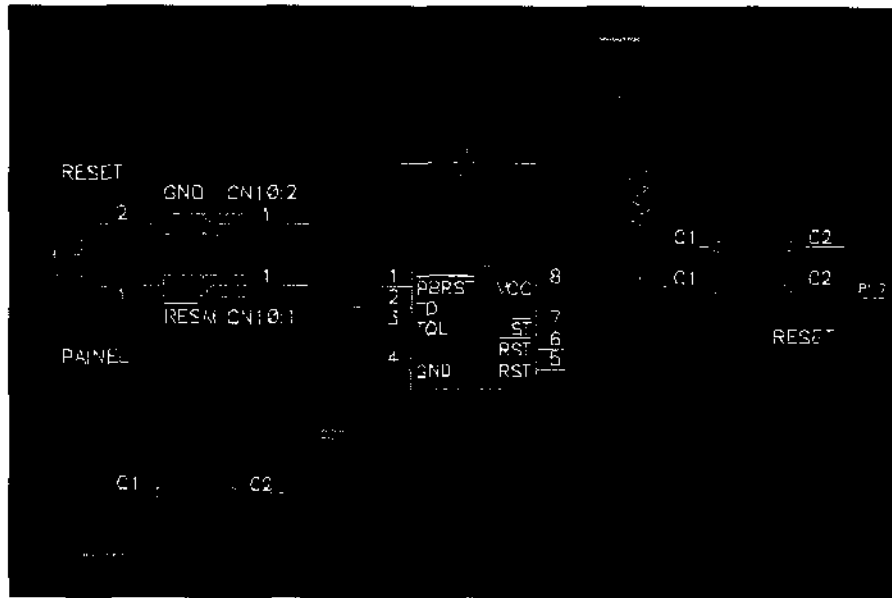 RESET
GND CN10:2
2 1
C1 C2
1 1
1 PBRS VCC 8
C1 C2
2 TD
RESM CN10:1
3 TOL ST 7
RESET
RST 6
PAINEL
4 GND RST 5
C1 C2